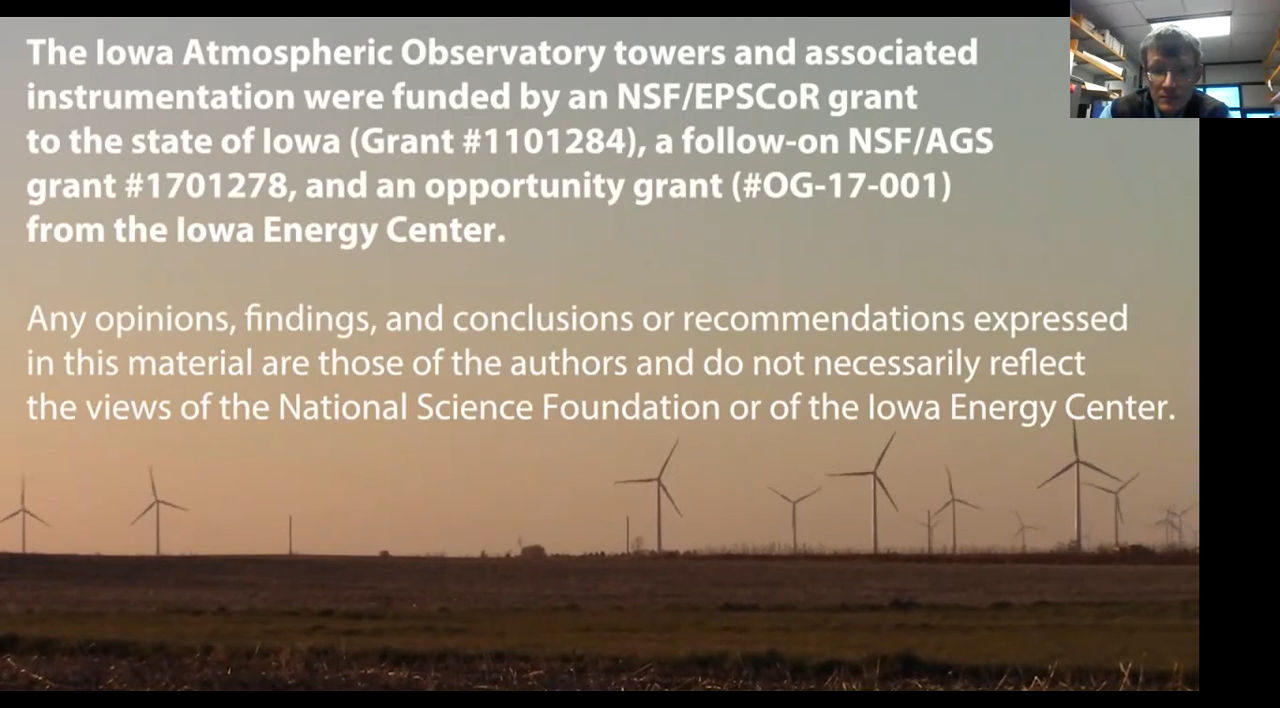 The Iowa Atmospheric Observatory towers and associated
instrumentation were funded by an NSF/EPSCoR grant
to the state of Iowa (Grant #1101284), a follow-on NSF/AGS
grant #1701278, and an opportunity grant (#OG-17-001)
from the Iowa Energy Center.
Any opinions, findings, and conclusions or recommendations expressed
in this material are those of the authors and do not necessarily reflect
the views of the National Science Foundation or of the Iowa Energy Center.